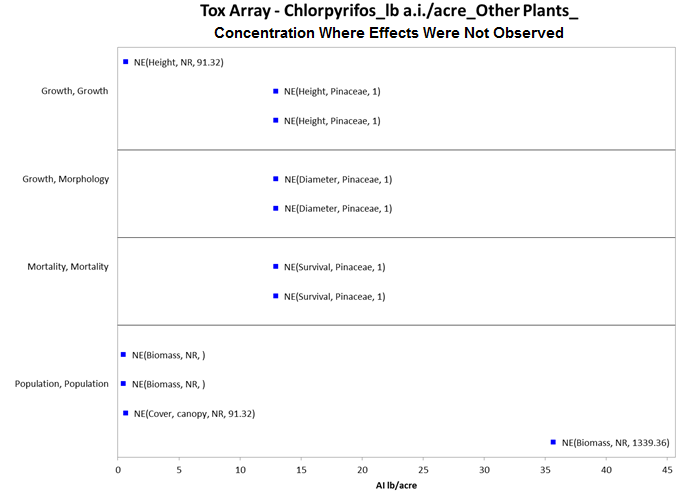 Tox Array - Chlorpyrifos_lb a.i./acre_Other Plants_
Concentration Where Effects Were Not Observed
NE(Height, NR, 91.32)
Growth, Growth
NE(Height, Pinaceae, 1)
NE(Height, Pinaceae, 1)
Growth, Morphology
NE(Diameter, Pinaceae, 1)
NE(Diameter, Pinaceae, 1)
Mortality, Mortality
NE(Survival, Pinaceae, 1)
NE(Survival, Pinaceae, 1)
NE(Biomass, NR, )
Population, Population
NE(Biomass, NR, )
NE(Cover, canopy, NR, 91.32)
NE(Biomass, NR, 1339.36)
0 5 10 15 20 25 30 35 40 45
AI lb/acre